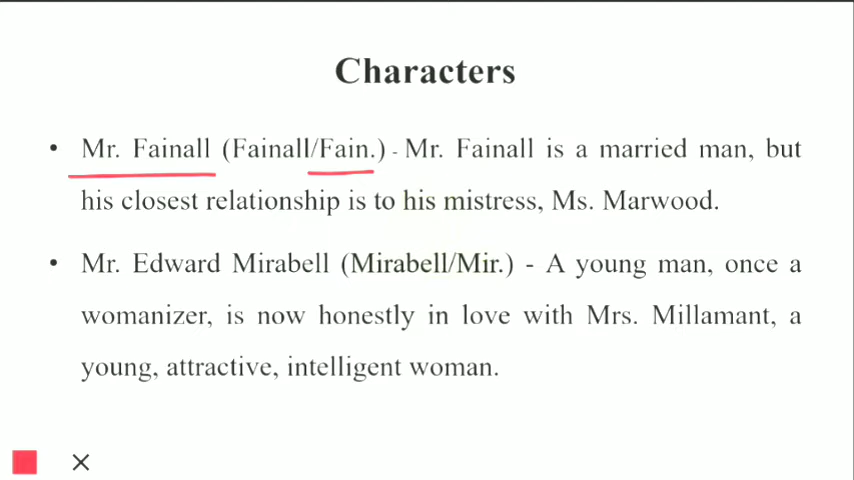 Characters
• Mr. Fainall (Fainall/Fain.) - Mr. Fainall is a married man, but
his closest relationship is to his mistress, Ms. Marwood.
• Mr. Edward Mirabell (Mirabell/Mir.) - A young man, once a
womanizer, is now honestly in love with Mrs. Millamant, a
young, attractive, intelligent woman.